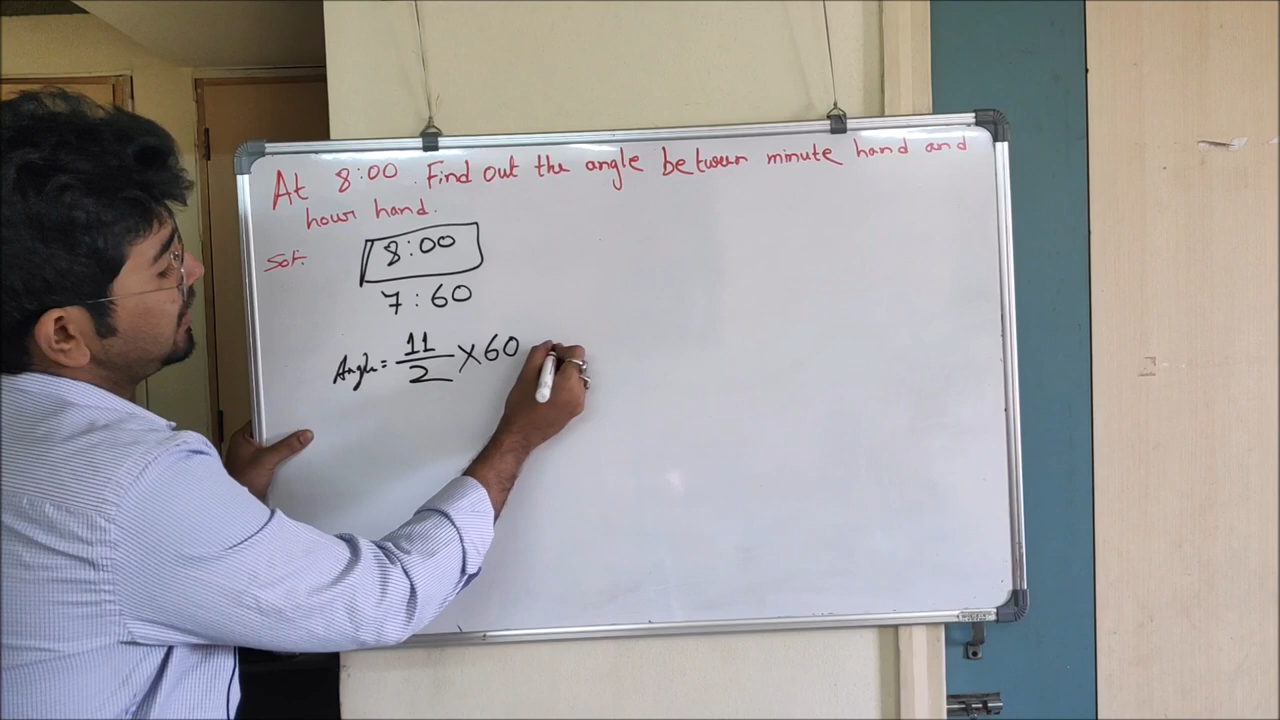 At 8:00. Find out the angle between minute hand and
hour hand.
Sol:
8:00
7:60
Angle = 11/2 × 60